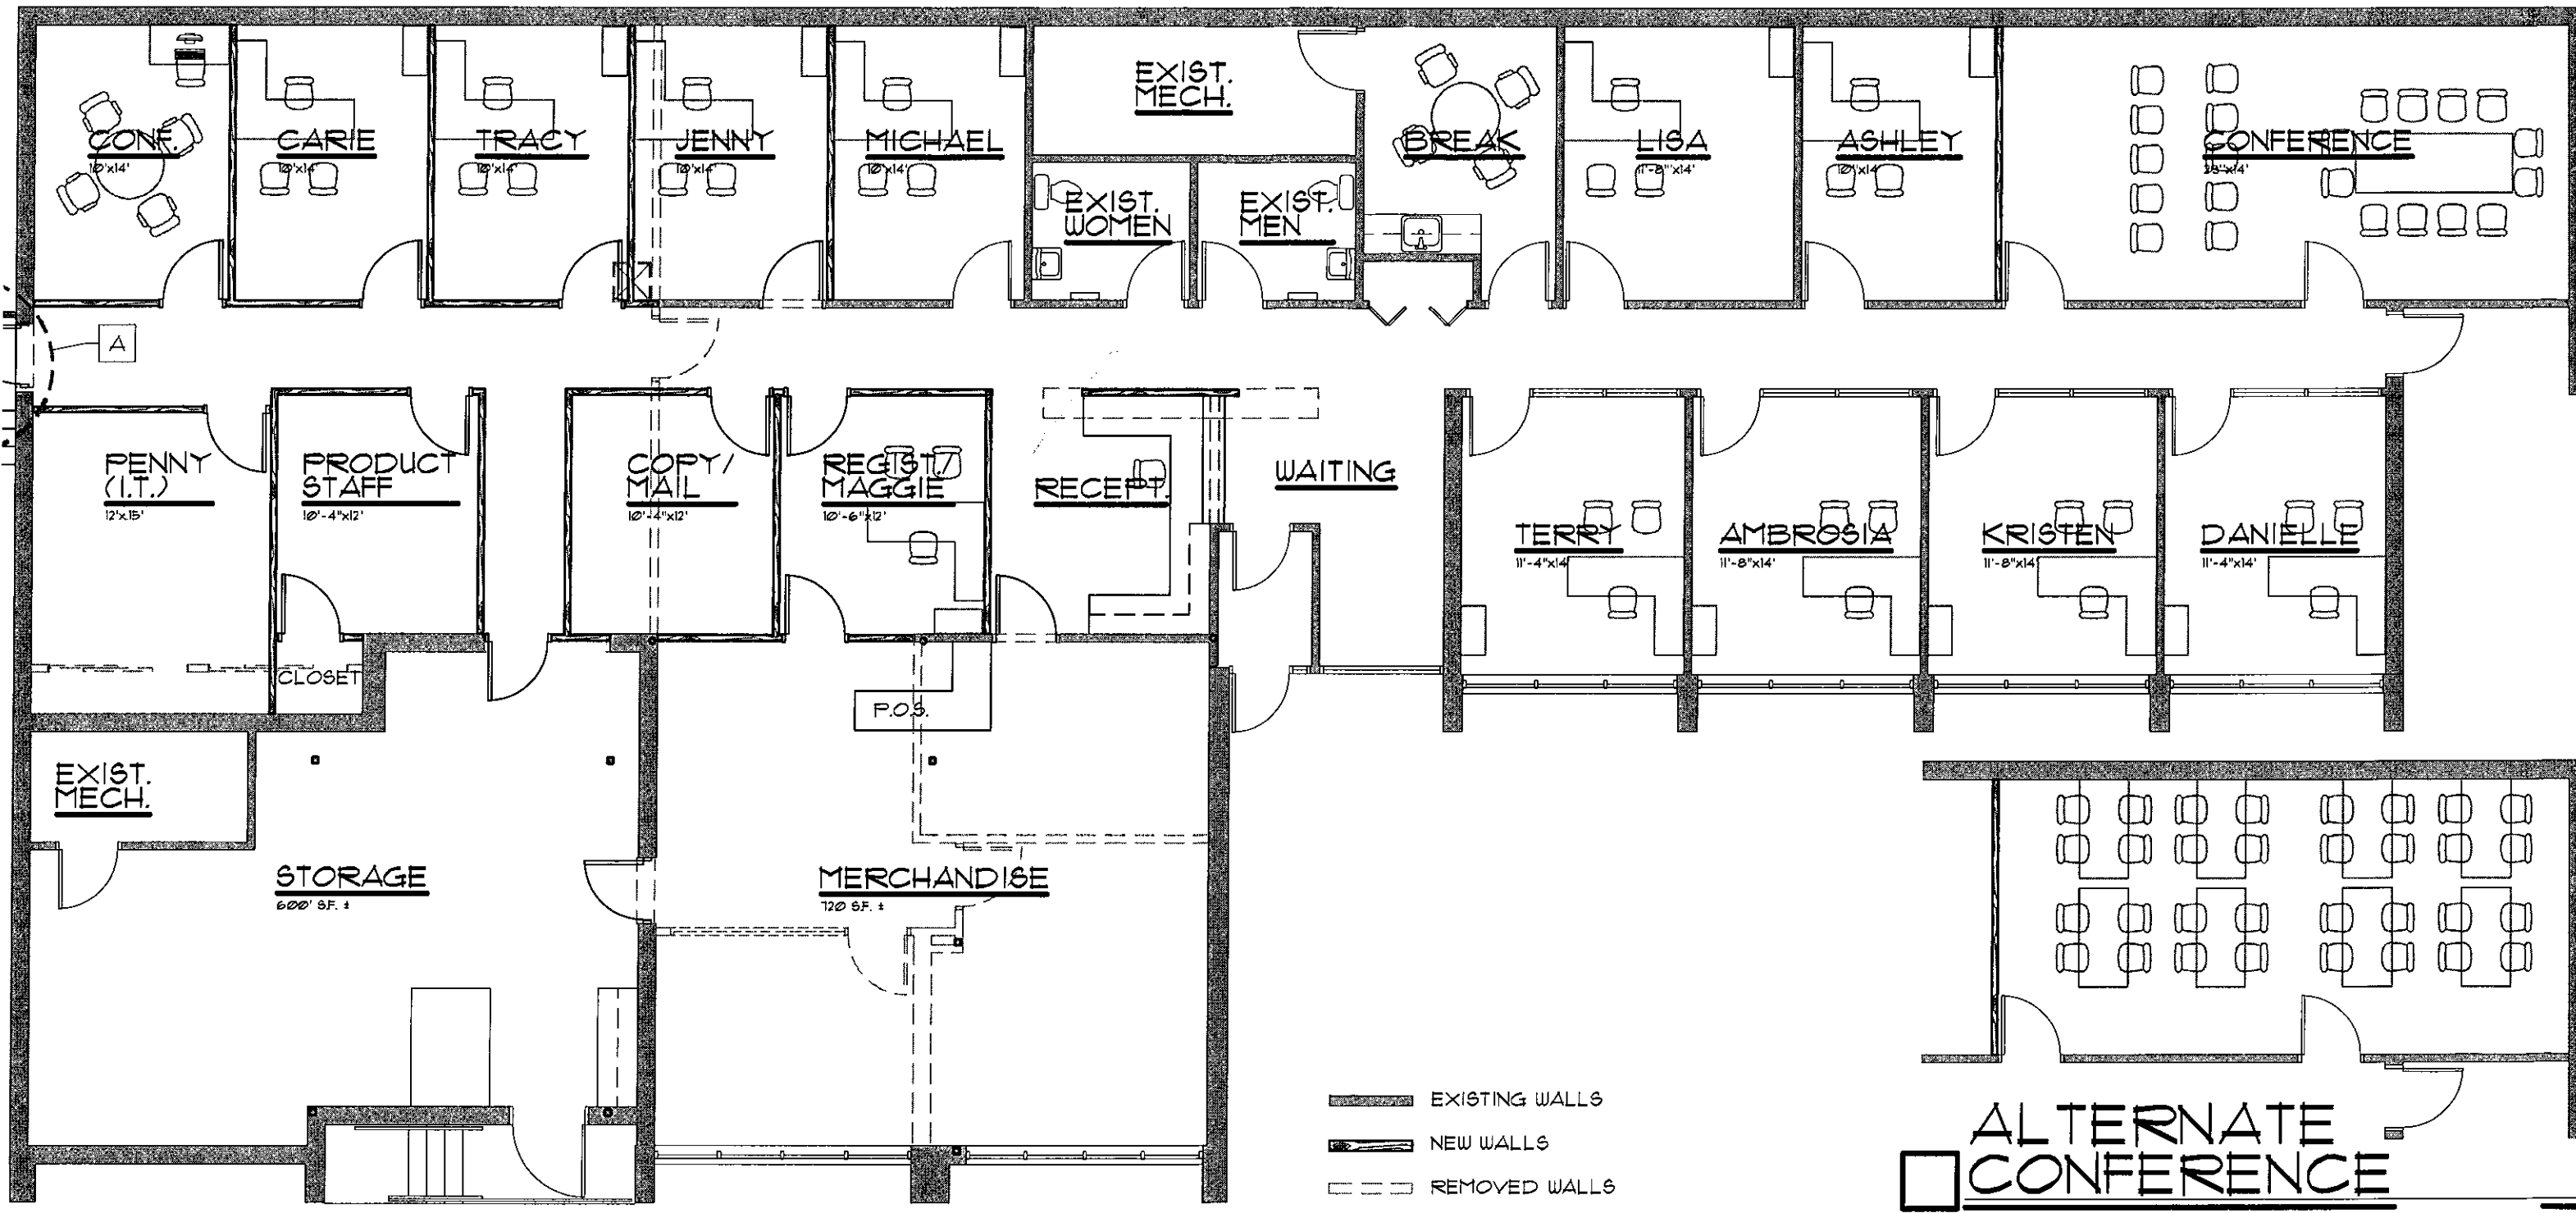 CONF.
10'x14'
CARIE
10'x14'
TRACY
10'x14'
JENNY
10'x14'
MICHAEL
10'x14'
EXIST.
MECH.
EXIST.
WOMEN
EXIST.
MEN
BREAK
LISA
11'-8"x14'
ASHLEY
10'x14'
CONFERENCE
A
PENNY
(I.T.)
12'x15'
PRODUCT
STAFF
10'-4"x12'
COPY/
MAIL
10'-4"x12'
REGIST./
MAGGIE
10'-6"x12'
RECEPT.
WAITING
TERRY
11'-4"x14'
AMBROSIA
11'-8"x14'
KRISTEN
11'-8"x14'
DANIELLE
11'-4"x14'
CLOSET
P.O.S.
EXIST.
MECH.
STORAGE
600' S.F. ±
MERCHANDISE
720 S.F. ±
EXISTING WALLS
NEW WALLS
REMOVED WALLS
ALTERNATE
CONFERENCE